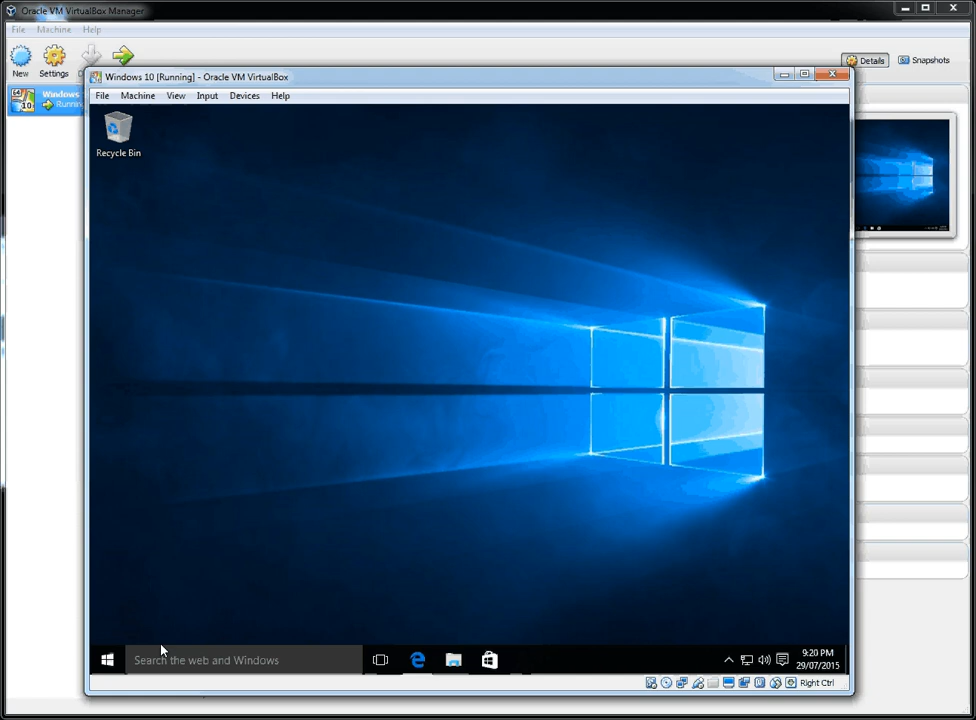 Oracle VM VirtualBox Manager
File Machine Help
New Settings
Details Snapshots
Windows
Runnin
Windows 10 [Running] - Oracle VM VirtualBox
File Machine View Input Devices Help
Recycle Bin
Search the web and Windows
9:20 PM
29/07/2015
Right Ctrl